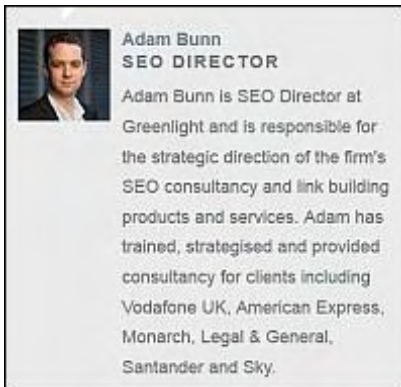 Adam Bunn
SEO DIRECTOR
Adam Bunn is SEO Director at
Greenlight and is responsible for
the strategic direction of the firm's
SEO consultancy and link building
products and services. Adam has
trained, strategised and provided
consultancy for clients including
Vodafone UK, American Express,
Monarch, Legal & General,
Santander and Sky.